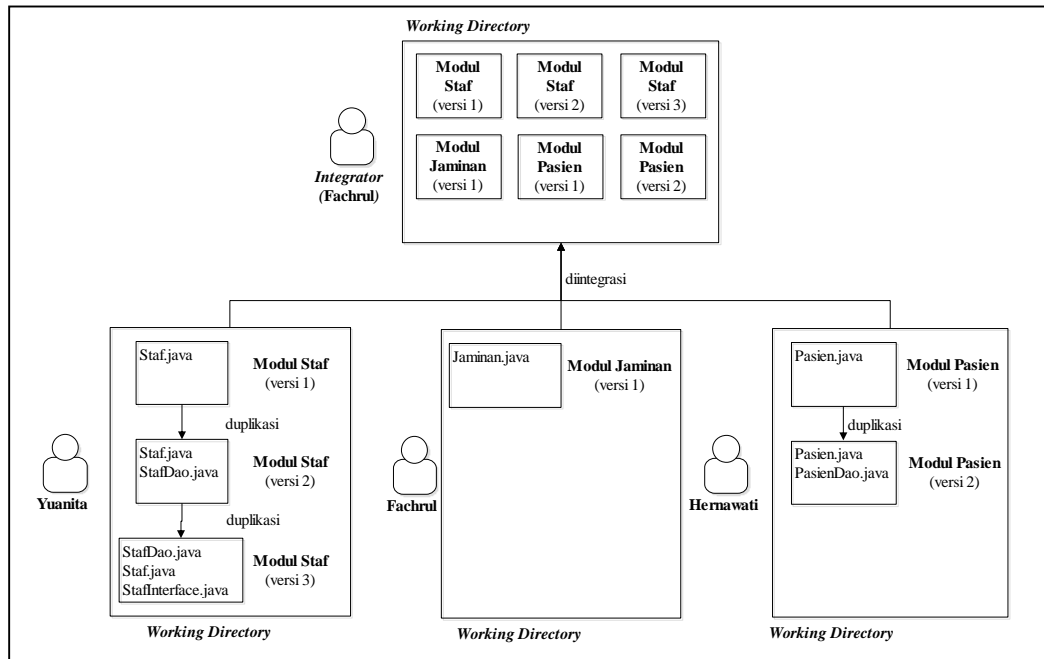 Working Directory
Modul
Staf
(versi 1)
Modul
Staf
(versi 2)
Modul
Staf
(versi 3)
Modul
Jaminan
(versi 1)
Modul
Pasien
(versi 1)
Modul
Pasien
(versi 2)
Integrator
(Fachrul)
diintegrasi
Staf.java
Modul Staf
(versi 1)
duplikasi
Staf.java
StafDao.java
Modul Staf
(versi 2)
duplikasi
StafDao.java
Staf.java
StafInterface.java
Modul Staf
(versi 3)
Yuanita
Working Directory
Jaminan.java
Modul Jaminan
(versi 1)
Fachrul
Working Directory
Pasien.java
Modul Pasien
(versi 1)
duplikasi
Pasien.java
PasienDao.java
Modul Pasien
(versi 2)
Hernawati
Working Directory